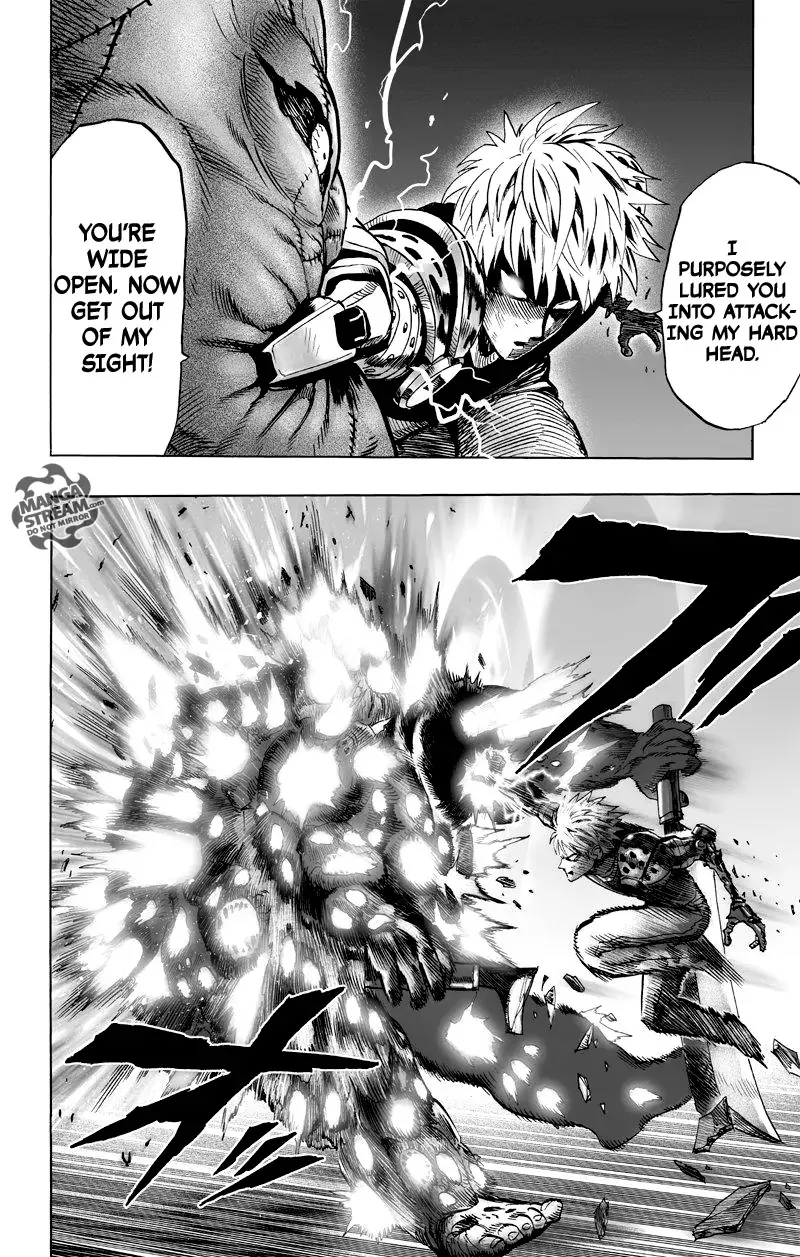 I
PURPOSELY
LURED YOU
INTO ATTACK-
ING MY HARD
HEAD.
YOU'RE
WIDE
OPEN. NOW
GET OUT
OF MY
SIGHT!
MANGA
STREAM.com
DO NOT MIRROR